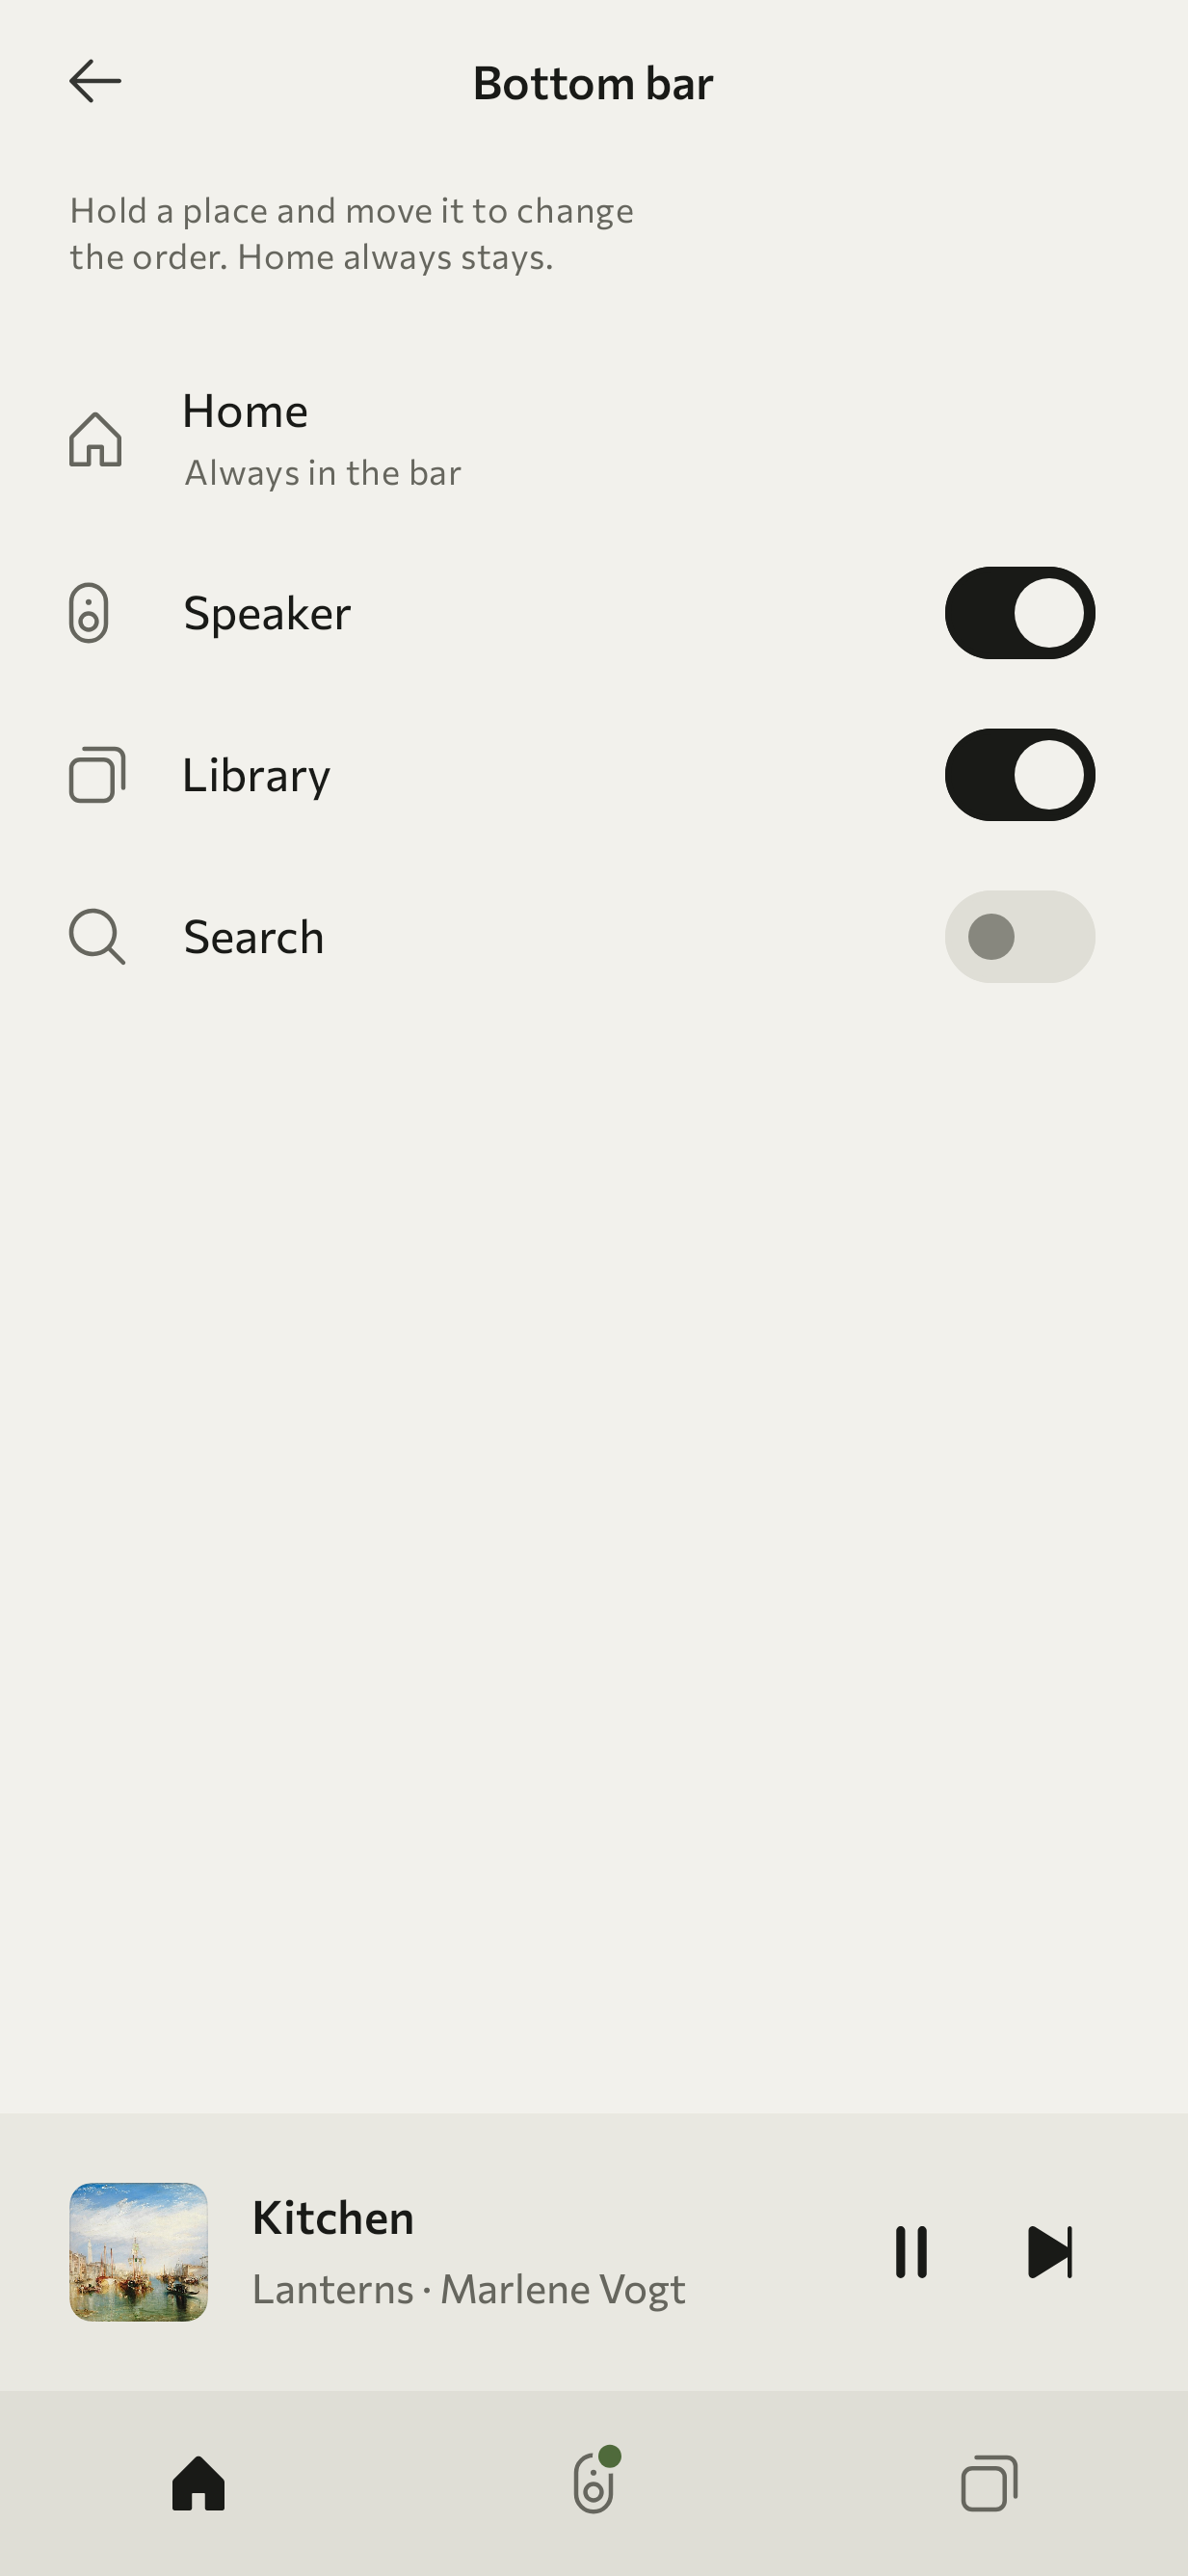 Bottom bar
Hold a place and move it to change
the order. Home always stays.
Home
Always in the bar
Speaker
Library
Search
Kitchen
Lanterns · Marlene Vogt